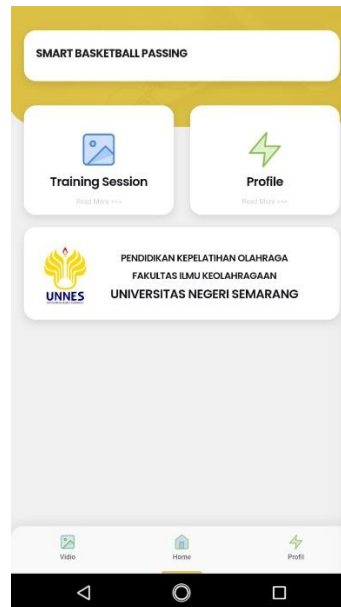 SMART BASKETBALL PASSING
Training Session
Read More >>>
Profile
Read More >>>
UNNES
PENDIDIKAN KEPELATIHAN OLAHRAGA
FAKULTAS ILMU KEOLAHRAGAAN
UNIVERSITAS NEGERI SEMARANG
Vidio
Home
Profil